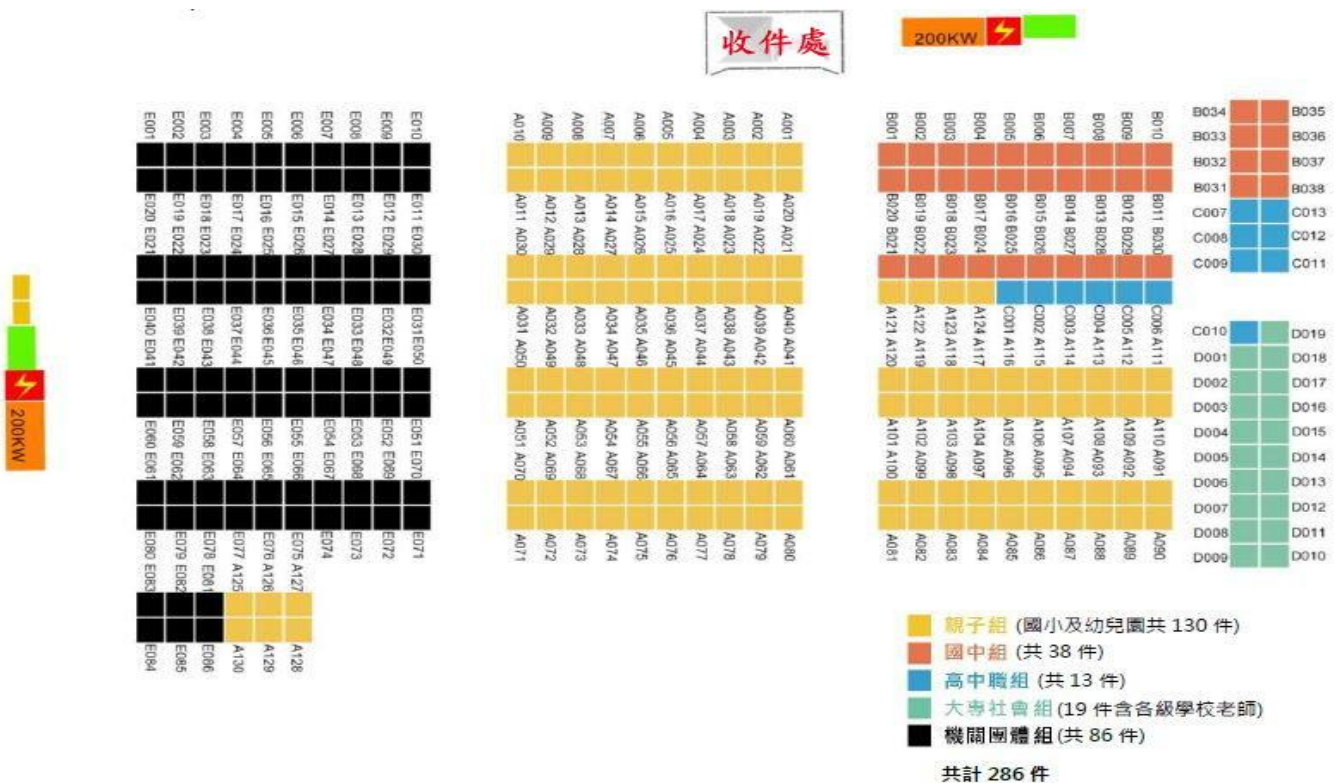 收件處
200KW
E001 E002 E003 E004 E005 E006 E007 E008 E009 E010
E020 E021 E019 E022 E018 E023 E017 E024 E016 E025 E015 E026 E014 E027 E013 E028 E012 E029 E011 E030
E040 E041 E039 E042 E038 E043 E037 E044 E036 E045 E035 E046 E034 E047 E033 E048 E032 E049 E031 E050
E060 E061 E059 E062 E058 E063 E057 E064 E056 E065 E055 E066 E054 E067 E053 E068 E052 E069 E051 E070
E080 E083 E079 E082 E078 E081 E077 A125 E076 A126 E075 A127 E074 E073 E072 E071
E084 E085 E086 A130 A129 A128
200KW
A010 A009 A008 A007 A006 A005 A004 A003 A002 A001
A011 A030 A012 A029 A013 A028 A014 A027 A015 A026 A016 A025 A017 A024 A018 A023 A019 A022 A020 A021
A031 A050 A032 A049 A033 A048 A034 A047 A035 A046 A036 A045 A037 A044 A038 A043 A039 A042 A040 A041
A051 A070 A052 A069 A053 A068 A054 A067 A055 A066 A056 A065 A057 A064 A058 A063 A059 A062 A060 A061
A071 A072 A073 A074 A075 A076 A077 A078 A079 A080
B001 B002 B003 B004 B005 B006 B007 B008 B009 B010
B020 B021 B019 B022 B018 B023 B017 B024 B016 B025 B015 B026 B014 B027 B013 B028 B012 B029 B011 B030
A121 A120 A122 A119 A123 A118 A124 A117 C001 A116 C002 A115 C003 A114 C004 A113 C005 A112 C006 A111
A101 A100 A102 A099 A103 A098 A104 A097 A105 A096 A106 A095 A107 A094 A108 A093 A109 A092 A110 A091
A081 A082 A083 A084 A085 A086 A087 A088 A089 A090
B034 B035
B033 B036
B032 B037
B031 B038
C007 C013
C008 C012
C009 C011
C010 D019
D001 D018
D002 D017
D003 D016
D004 D015
D005 D014
D006 D013
D007 D012
D008 D011
D009 D010
親子組 (國小及幼兒園共 130 件)
國中組 (共 38 件)
高中職組 (共 13 件)
大專社會組 (19 件含各級學校老師)
機關團體組 (共 86 件)
共計 286 件